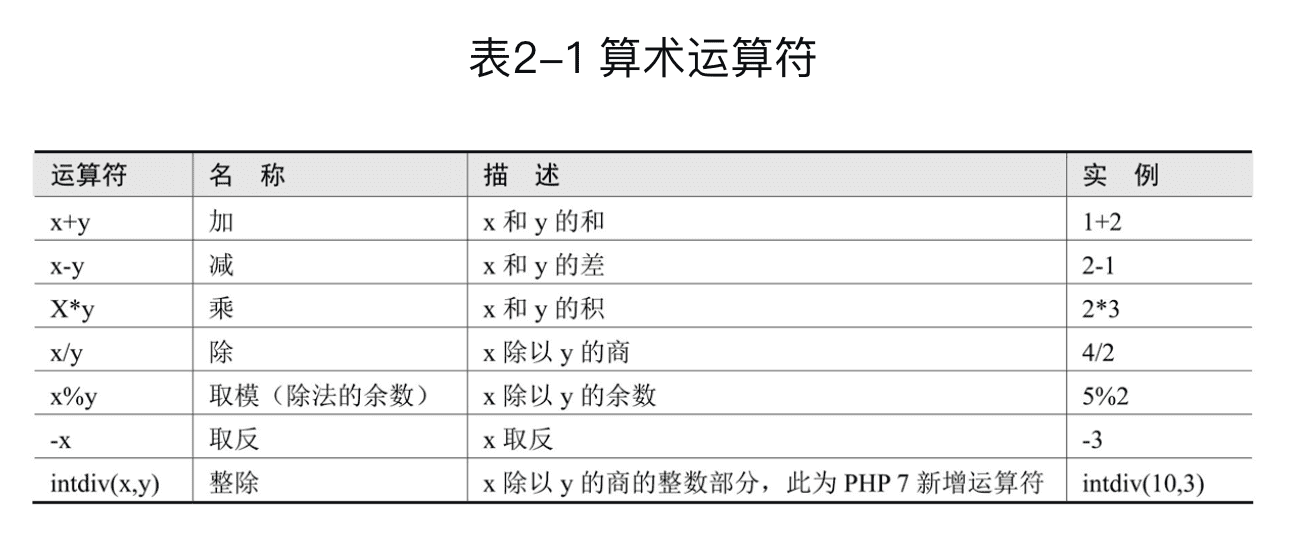 表2-1 算术运算符
运算符 名 称 描 述 实 例
x+y 加 x 和 y 的和 1+2
x-y 减 x 和 y 的差 2-1
X*y 乘 x 和 y 的积 2*3
x/y 除 x 除以 y 的商 4/2
x%y 取模（除法的余数） x 除以 y 的余数 5%2
-x 取反 x 取反 -3
intdiv(x,y) 整除 x 除以 y 的商的整数部分，此为 PHP 7 新增运算符 intdiv(10,3)